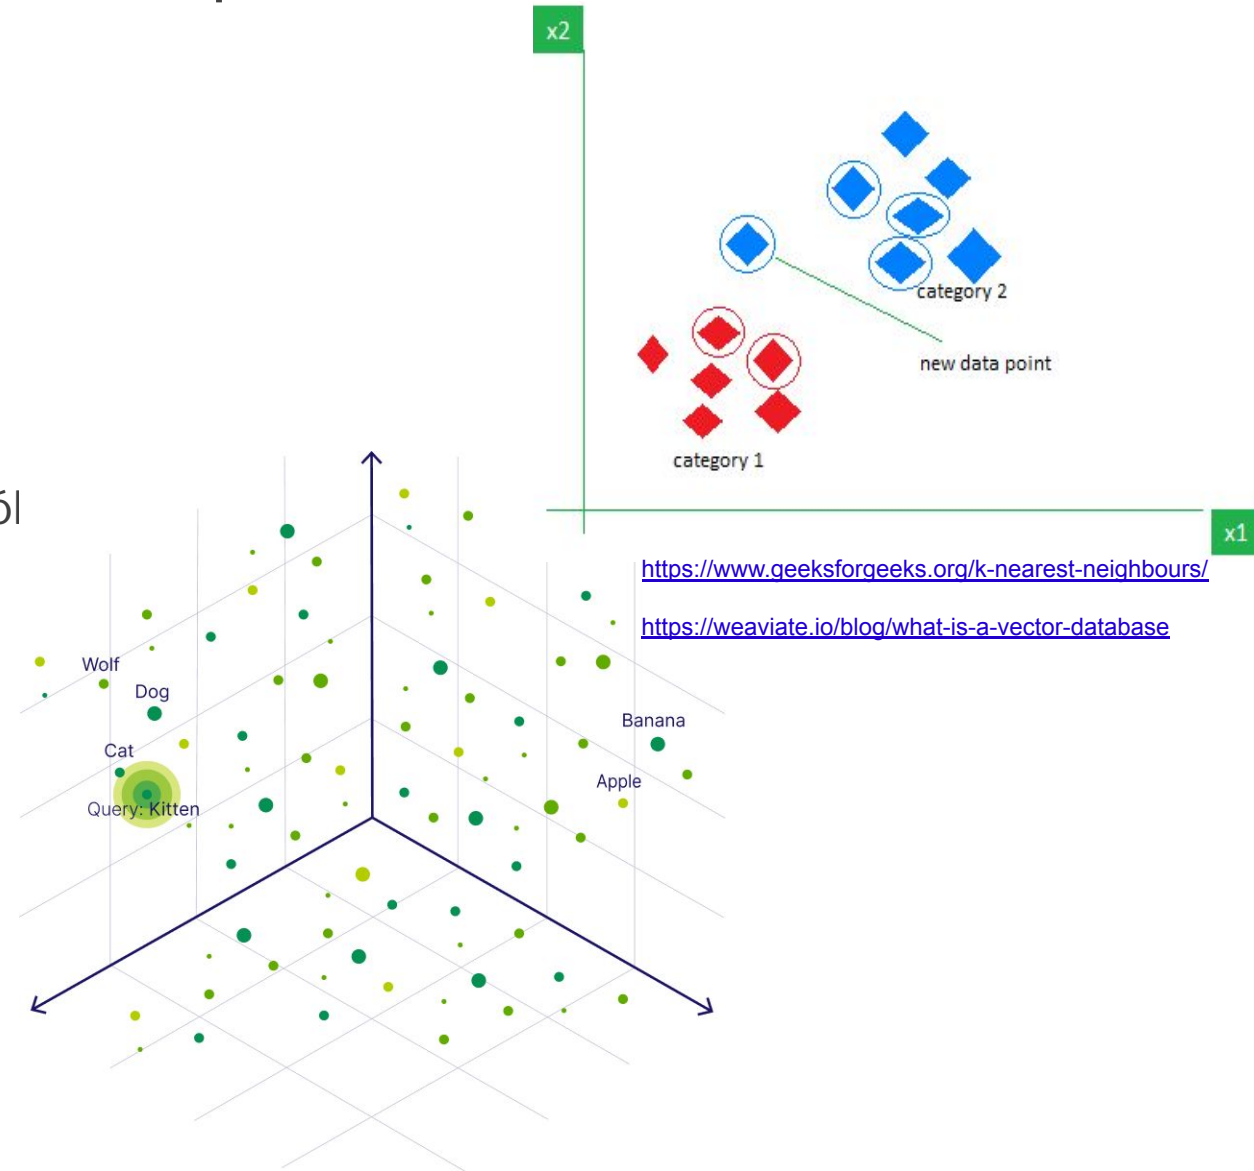 x2
category 2
new data point
category 1
ól
x1
https://www.geeksforgeeks.org/k-nearest-neighbours/
https://weaviate.io/blog/what-is-a-vector-database
Wolf
Dog
Banana
Cat
Apple
Query: Kitten